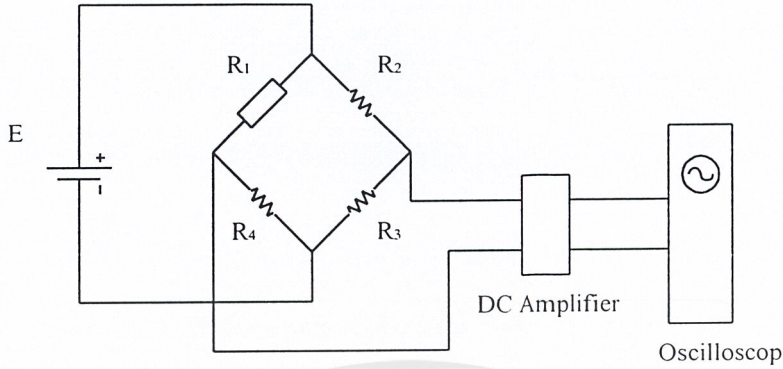 R1
R2
E
+
R4
R3
DC Amplifier
Oscilloscop